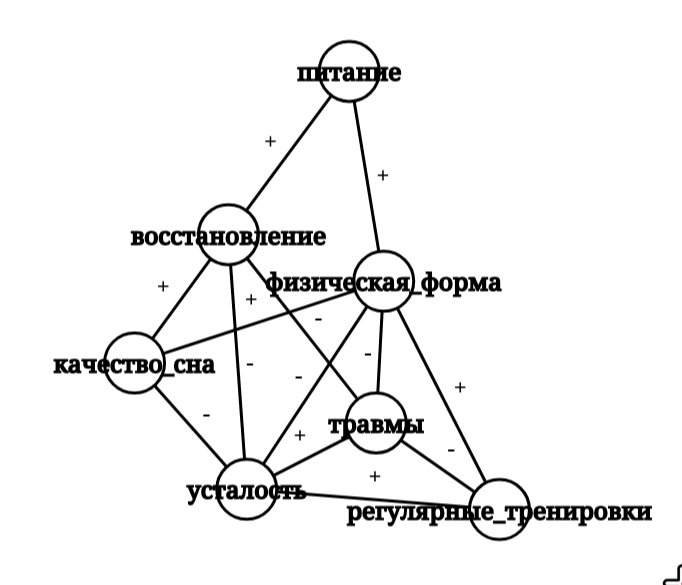 питание
+
+
восстановление
физическая_форма
+
+
-
-
качество_сна
-
-
+
-
травмы
+
-
+
усталость
регулярные_тренировки